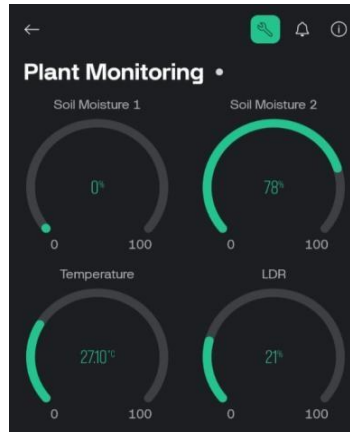 Plant Monitoring
Soil Moisture 1
Soil Moisture 2
0%
78%
0 100
0 100
Temperature
LDR
27.10°C
21%
0 100
0 100